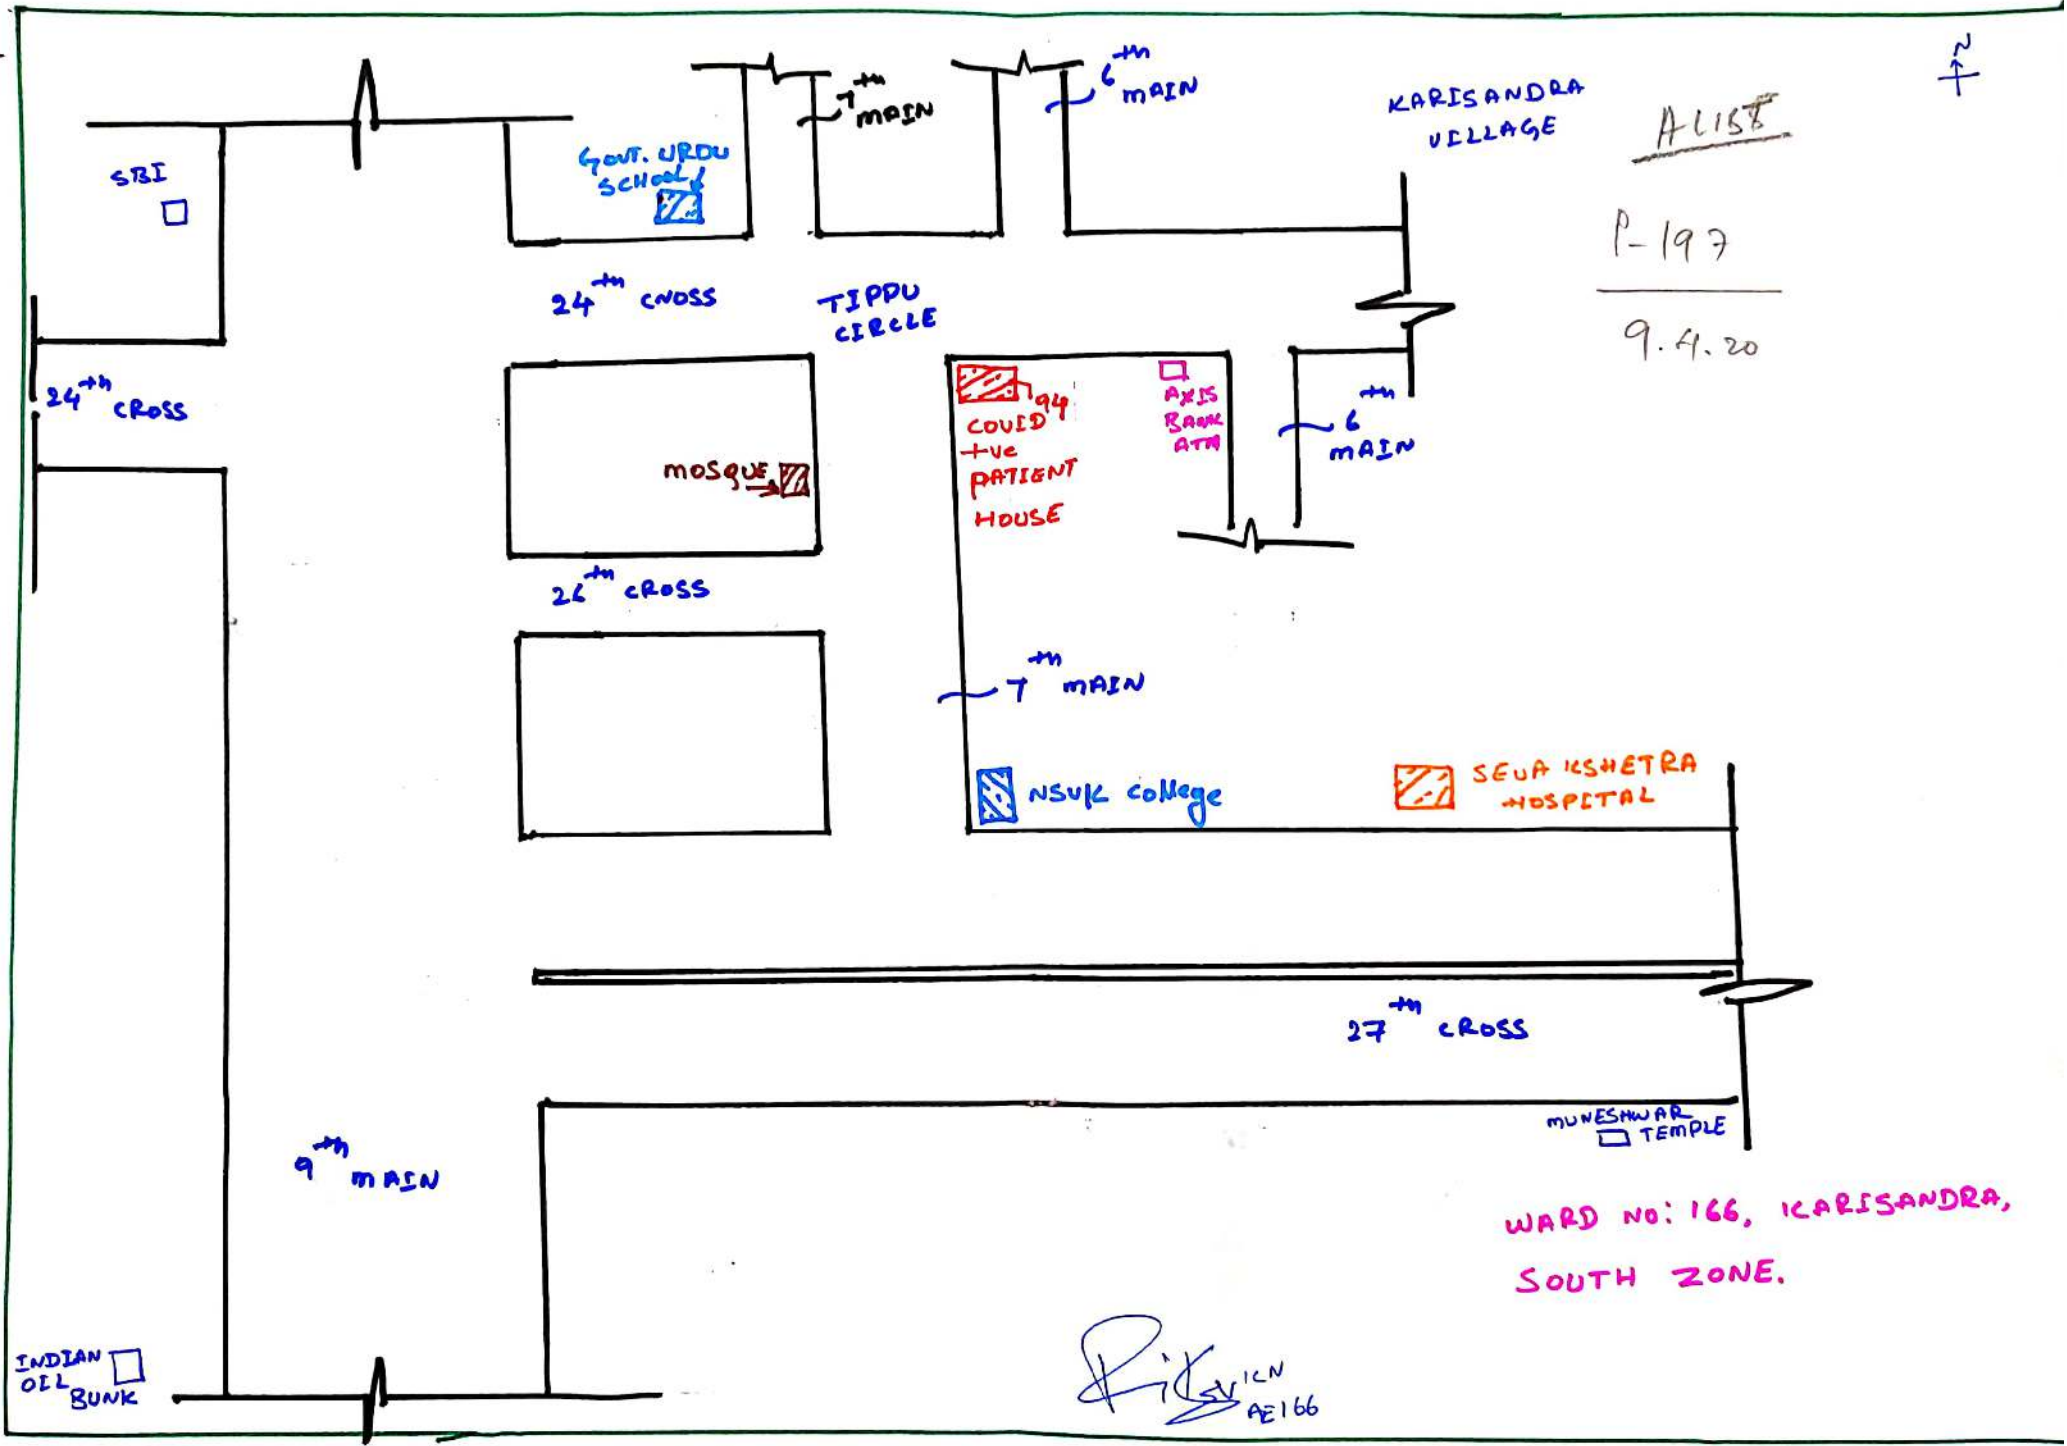 N
6th
MAIN
7th
MAIN
KARISANDRA
VILLAGE
A LIST
SBI
GOVT. URDU
SCHOOL
P-197
9.4.20
24th CROSS
TIPPU
CIRCLE
24th CROSS
94
COVID
+ve
PATIENT
HOUSE
AXIS
BANK
ATM
6th
MAIN
MOSQUE
26th CROSS
7th MAIN
NSVK College
SEVA KSHETRA
HOSPITAL
27th CROSS
MUNESHWAR
TEMPLE
9th MAIN
WARD NO: 166, KARISANDRA,
SOUTH ZONE.
INDIAN
OIL
BUNK
AE166